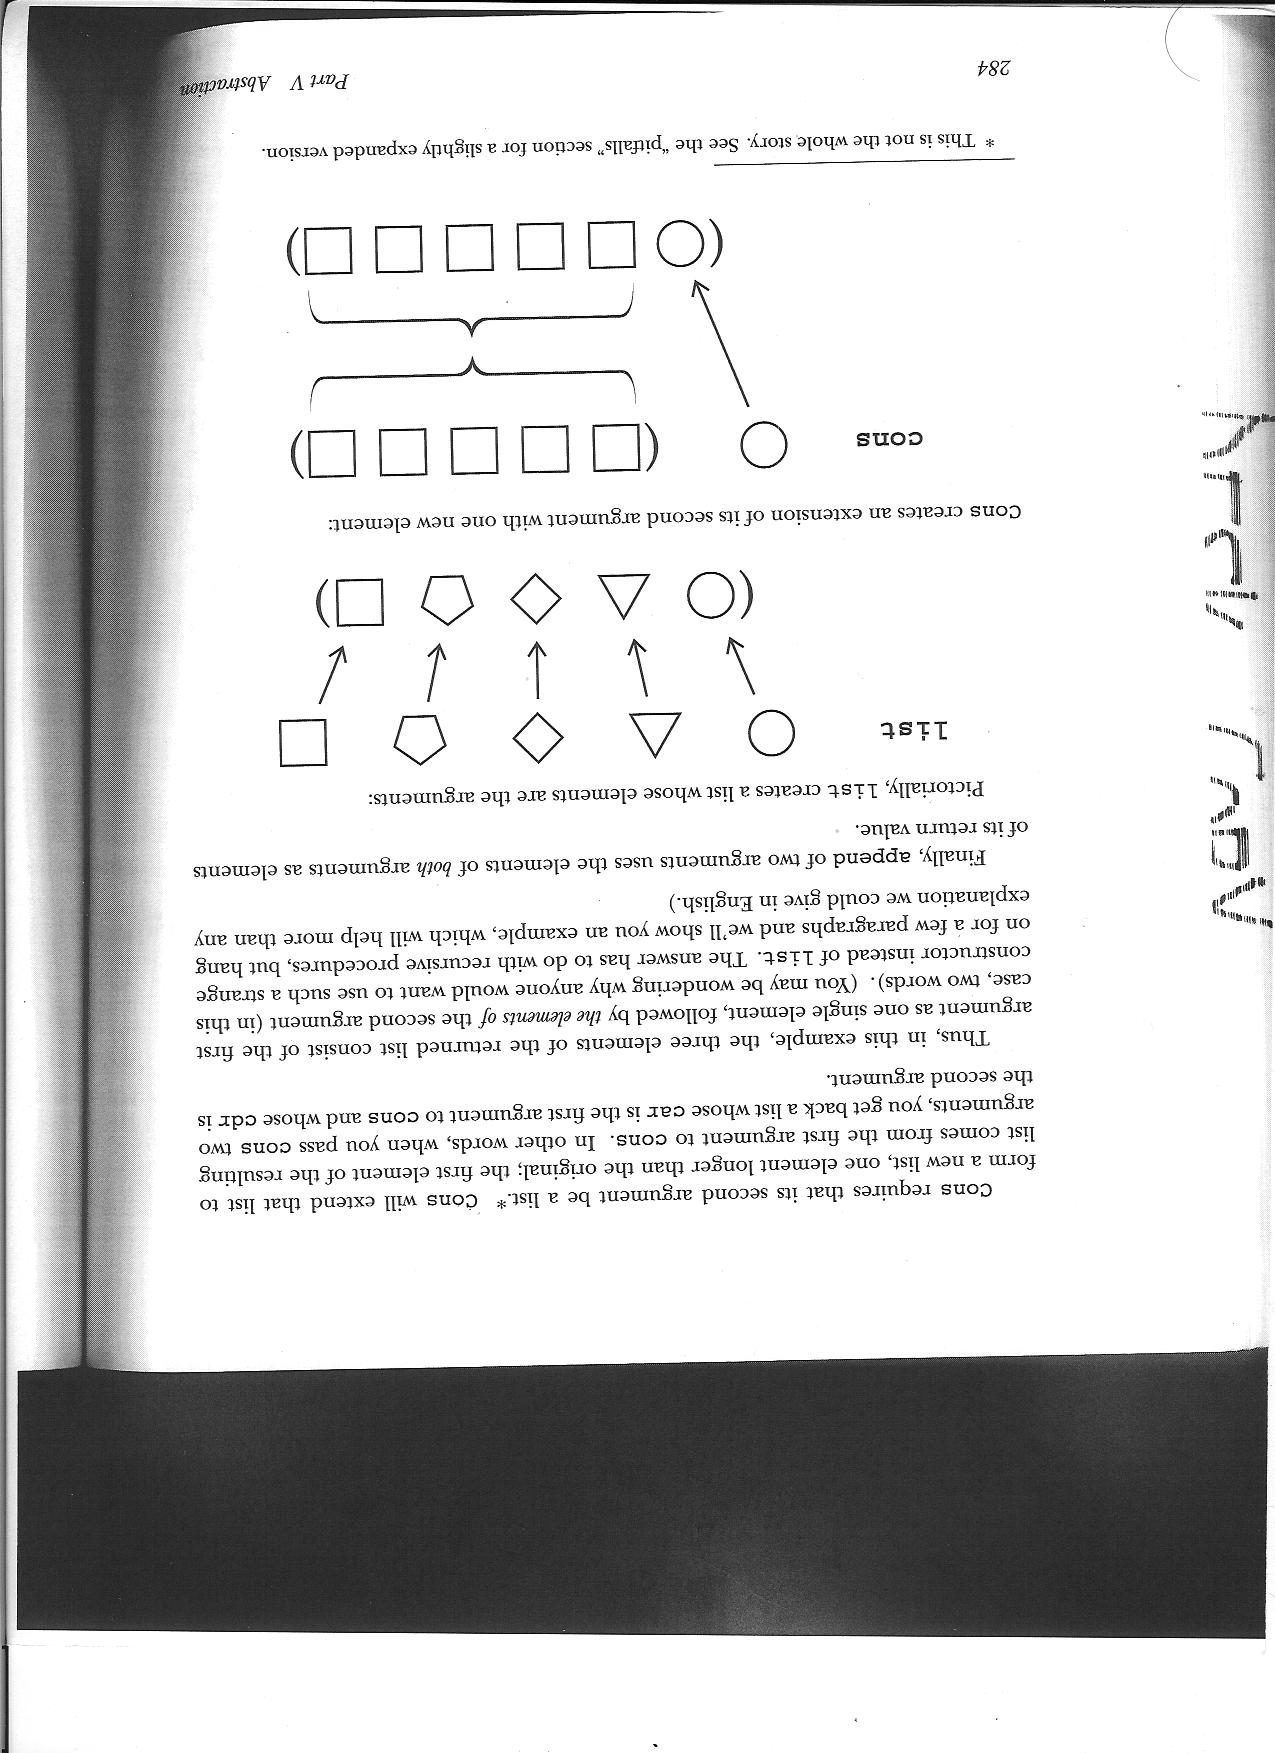 Cons requires that its second argument be a list.* Cons will extend that list to
form a new list, one element longer than the original; the first element of the resulting
list comes from the first argument to cons. In other words, when you pass cons two
arguments, you get back a list whose car is the first argument to cons and whose cdr is
the second argument.
Thus, in this example, the three elements of the returned list consist of the first
argument as one single element, followed by the elements of the second argument (in this
case, two words). (You may be wondering why anyone would want to use such a strange
constructor instead of list. The answer has to do with recursive procedures, but hang
on for a few paragraphs and we'll show you an example, which will help more than any
explanation we could give in English.)
Finally, append of two arguments uses the elements of both arguments as elements
of its return value.
Pictorially, list creates a list whose elements are the arguments:
list
( )
Cons creates an extension of its second argument with one new element:
cons ( )
( )
* This is not the whole story. See the "pitfalls" section for a slightly expanded version.
284 Part V Abstraction